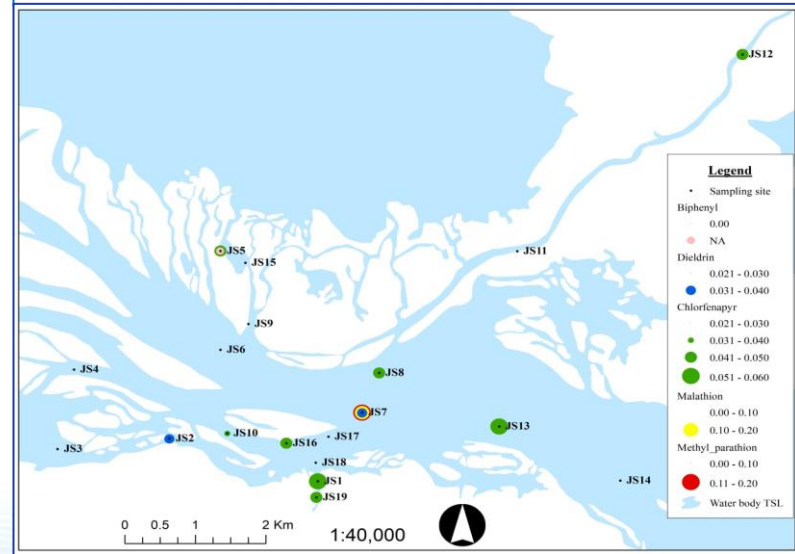 JS12
JS5
JS15
JS11
JS9
JS6
JS4
JS8
JS7
JS13
JS10
JS2
JS16
JS17
JS3
JS18
JS1
JS14
JS19
Legend
Sampling site
Biphenyl
0.00
NA
Dieldrin
0.021 - 0.030
0.031 - 0.040
Chlorfenapyr
0.021 - 0.030
0.031 - 0.040
0.041 - 0.050
0.051 - 0.060
Malathion
0.00 - 0.10
0.10 - 0.20
Methyl_parathion
0.00 - 0.10
0.11 - 0.20
Water body TSL
0 0.5 1 2 Km
1:40,000